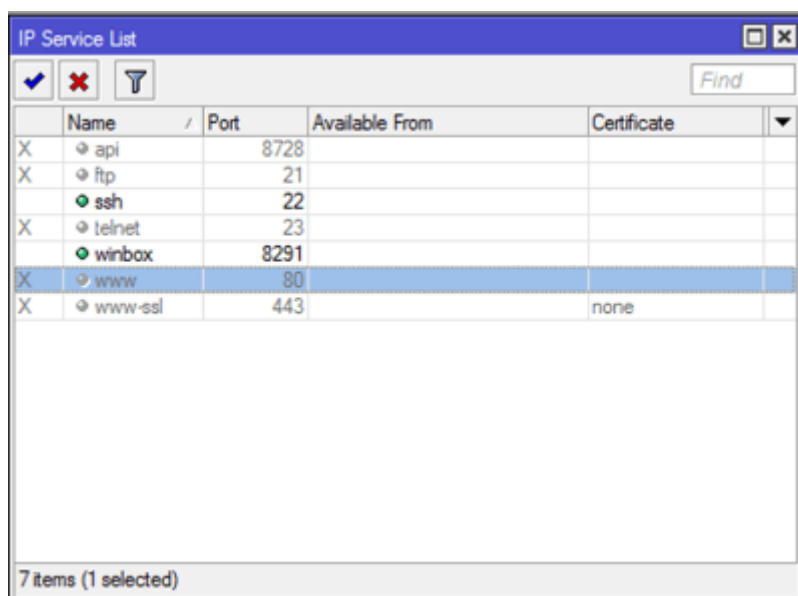 IP Service List
Find
Name / Port Available From Certificate
X api 8728
X ftp 21
ssh 22
X telnet 23
winbox 8291
X www 80
X www-ssl 443 none
7 items (1 selected)